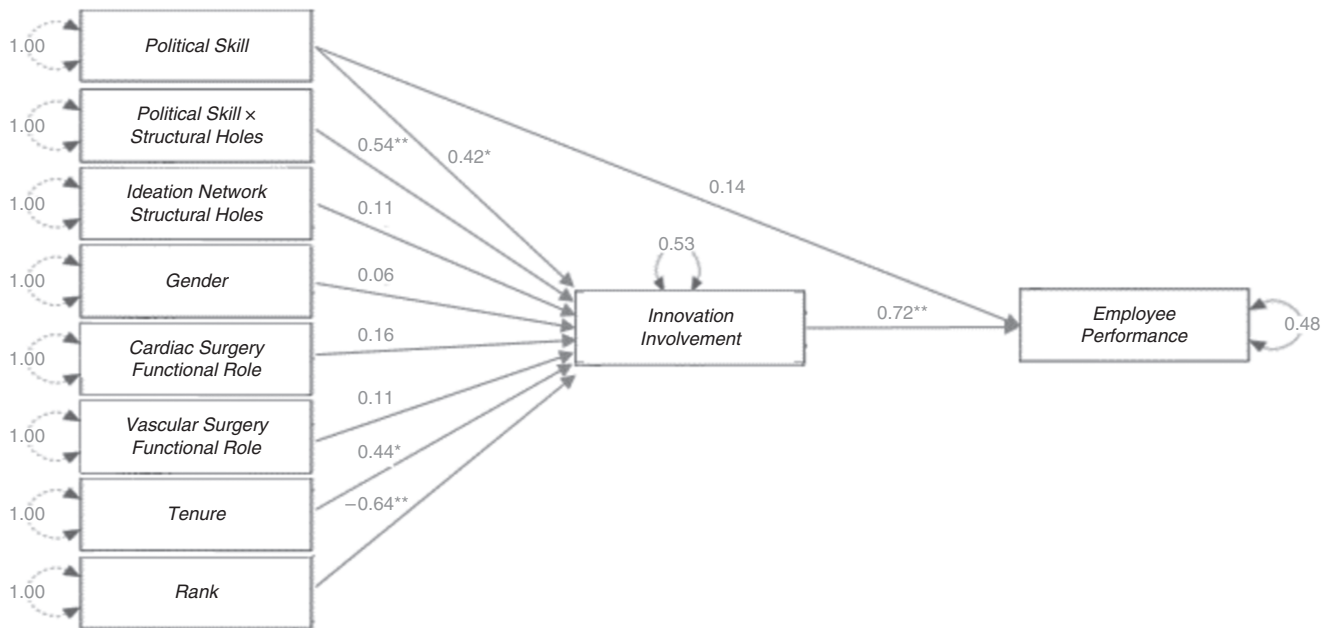 1.00
Political Skill
1.00
Political Skill ×
Structural Holes
0.54**
0.42*
0.14
1.00
Ideation Network
Structural Holes
0.11
1.00
Gender
0.06
0.53
Innovation
Involvement
0.72**
Employee
Performance
0.48
1.00
Cardiac Surgery
Functional Role
0.16
1.00
Vascular Surgery
Functional Role
0.11
0.44*
1.00
Tenure
−0.64**
1.00
Rank